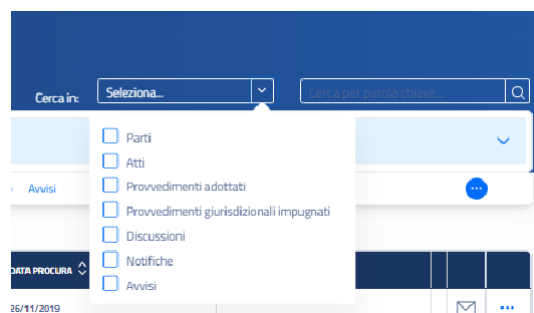 Cerca in:
Seleziona...
Cerca per parola chiave...
Parti
Atti
Provvedimenti adottati
Provvedimenti giurisdizionali impugnati
Discussioni
Notifiche
Avvisi
Avvisi
DATA PROCURA
26/11/2019